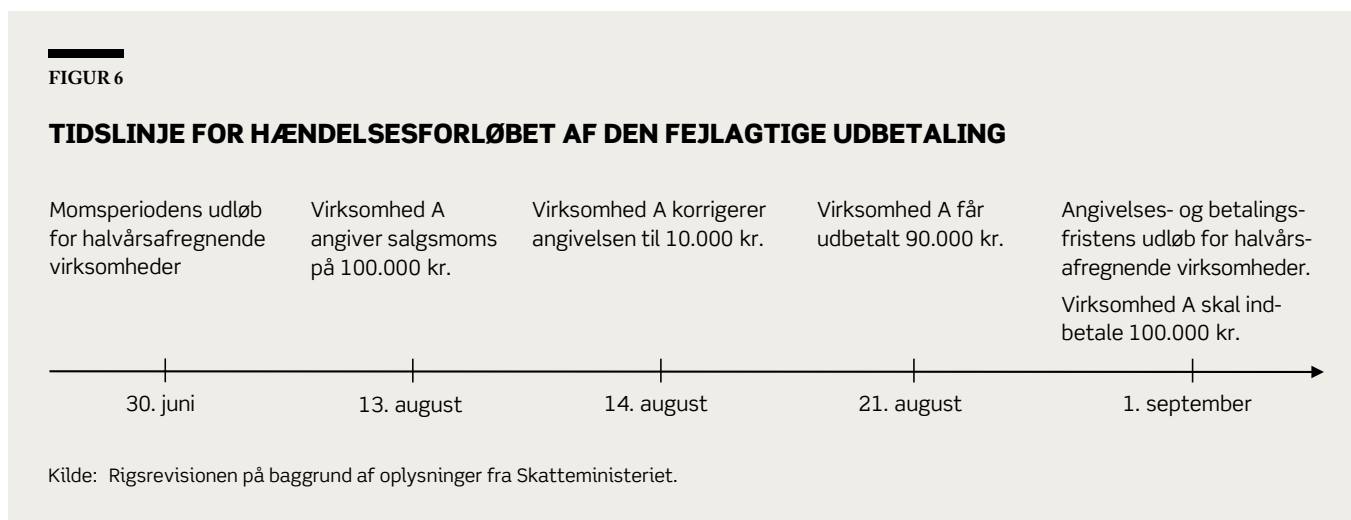 FIGUR 6
TIDSLINJE FOR HÆNDELSESFORLØBET AF DEN FEJLAGTIGE UDBETALING
Momsperiodens udløb
for halvårsafregnende
virksomheder
Virksomhed A
angiver salgsmoms
på 100.000 kr.
Virksomhed A korrigerer
angivelsen til 10.000 kr.
Virksomhed A får
udbetalt 90.000 kr.
Angivelses- og betalings-
fristens udløb for halvårs-
afregnende virksomheder.
Virksomhed A skal ind-
betale 100.000 kr.
30. juni
13. august
14. august
21. august
1. september
Kilde: Rigsrevisionen på baggrund af oplysninger fra Skatteministeriet.